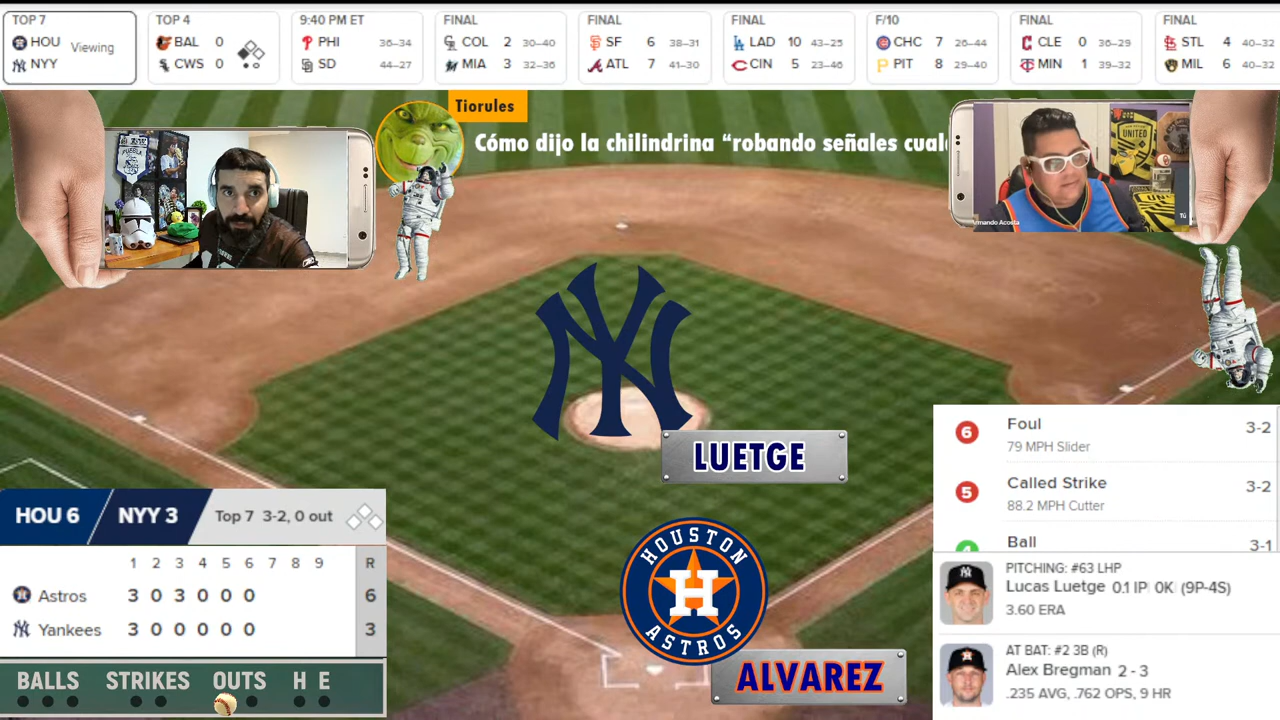 TOP 7
HOU Viewing
NYY
TOP 4
BAL 0
CWS 0
9:40 PM ET
PHI 36-34
SD 44-27
FINAL
COL 2 30-40
MIA 3 32-36
FINAL
SF 6 38-31
ATL 7 41-30
FINAL
LAD 10 43-25
CIN 5 23-46
F/10
CHC 7 26-44
PIT 8 29-40
FINAL
CLE 0 36-29
MIN 1 39-32
FINAL
STL 4 40-32
MIL 6 40-32
Tiorules
Cómo dijo la chilindrina “robando señales cual
PUEBLA
UNITED
rmando Acosta
Tú
NY
LUETGE
HOUSTON
H
ASTROS
ALVAREZ
HOU 6 NYY 3 Top 7 3-2, 0 out
1 2 3 4 5 6 7 8 9 R
Astros 3 0 3 0 0 0 6
Yankees 3 0 0 0 0 0 3
BALLS STRIKES OUTS H E
6 Foul 3-2
79 MPH Slider
5 Called Strike 3-2
88.2 MPH Cutter
4 Ball 3-1
PITCHING: #63 LHP
Lucas Luetge 0.1 IP 0K (9P-4S)
3.60 ERA
AT BAT: #2 3B (R)
Alex Bregman 2 - 3
.235 AVG, .762 OPS, 9 HR